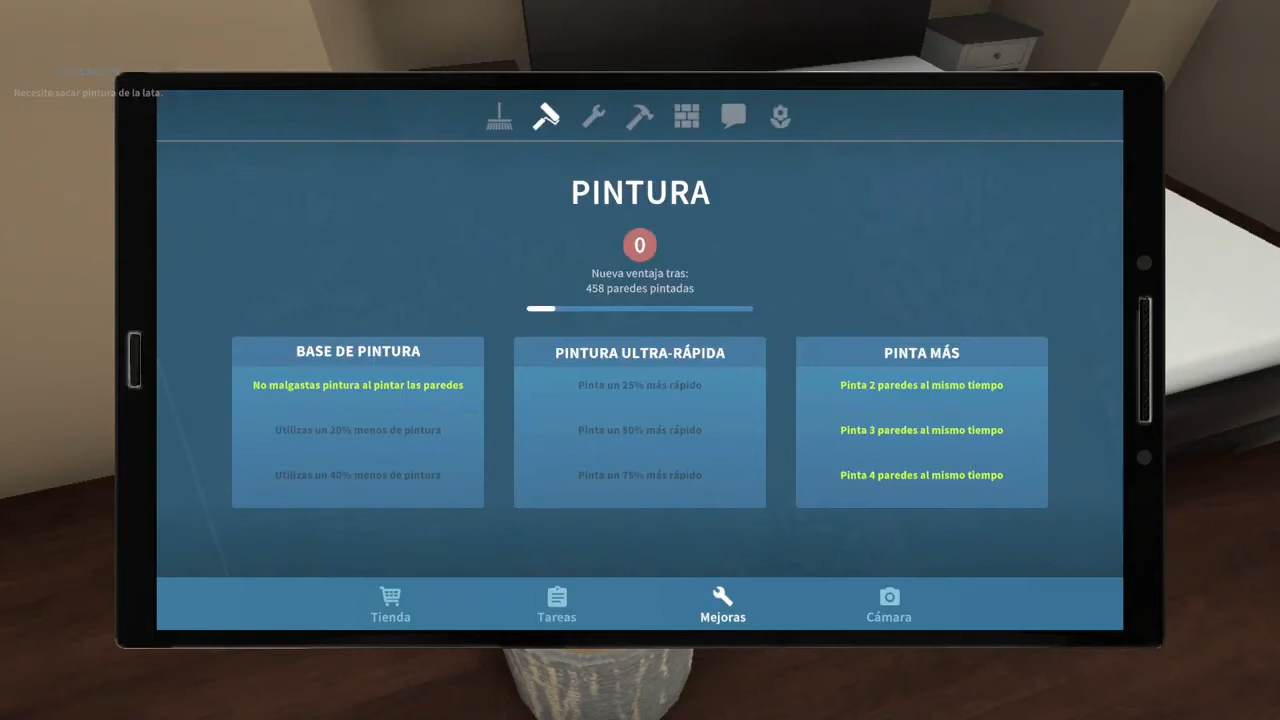 Necesito sacar pintura de la lata.
PINTURA
0
Nueva ventaja tras:
458 paredes pintadas
BASE DE PINTURA
No malgastas pintura al pintar las paredes
Utilizas un 20% menos de pintura
Utilizas un 40% menos de pintura
PINTURA ULTRA-RÁPIDA
Pinta un 25% más rápido
Pinta un 50% más rápido
Pinta un 75% más rápido
PINTA MÁS
Pinta 2 paredes al mismo tiempo
Pinta 3 paredes al mismo tiempo
Pinta 4 paredes al mismo tiempo
Tienda
Tareas
Mejoras
Cámara